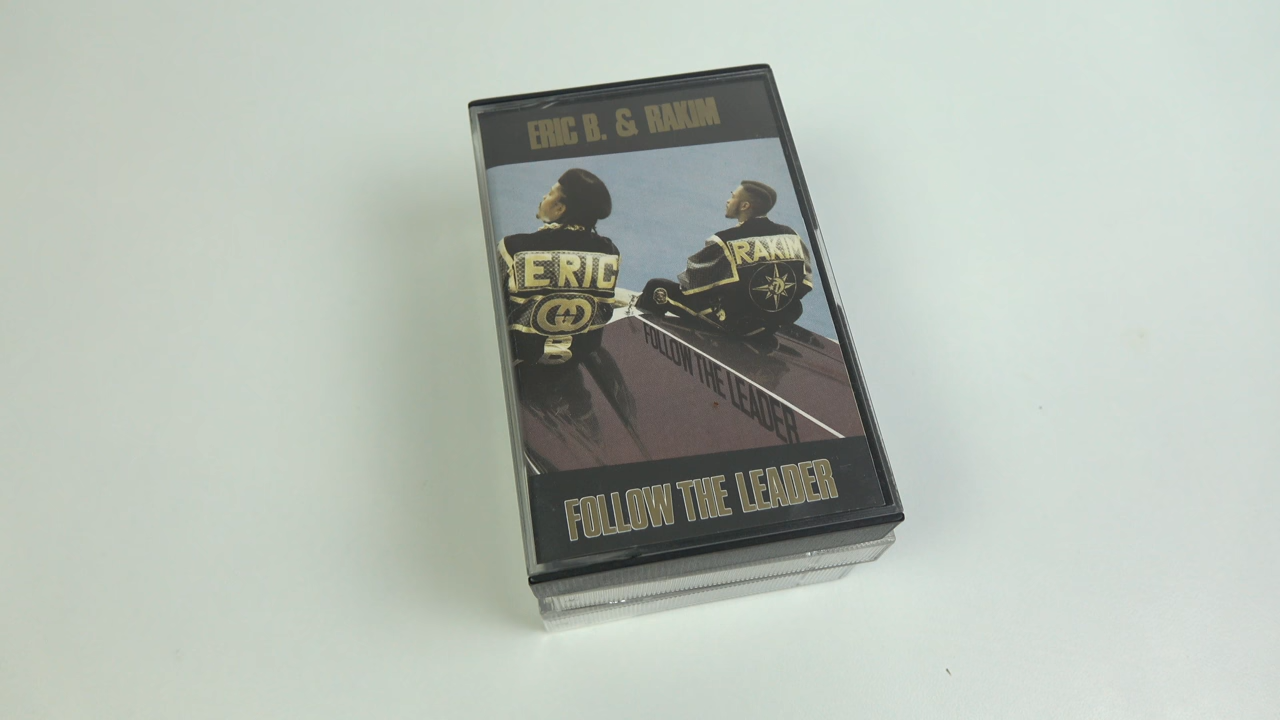 ERIC B. & RAKIM
ERIC
RAKIM
B
FOLLOW THE LEADER
FOLLOW THE LEADER